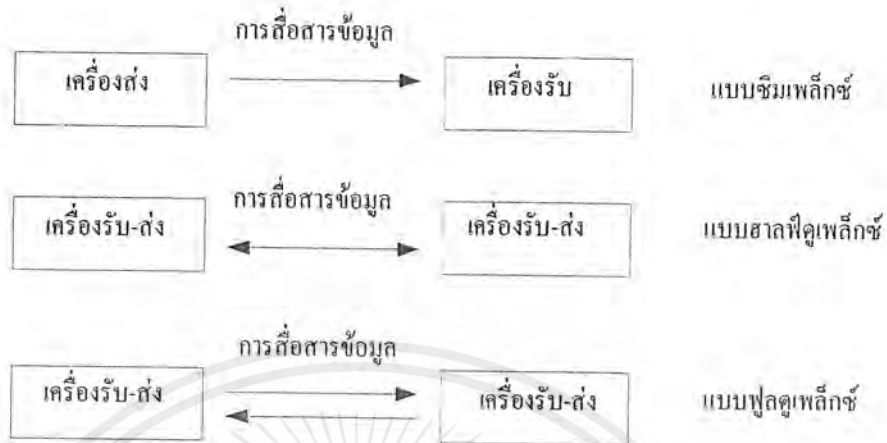 การสื่อสารข้อมูล
เครื่องส่ง เครื่องรับ แบบซิมเพล็กซ์
การสื่อสารข้อมูล
เครื่องรับ-ส่ง เครื่องรับ-ส่ง แบบฮาลฟ์ดูเพล็กซ์
การสื่อสารข้อมูล
เครื่องรับ-ส่ง เครื่องรับ-ส่ง แบบฟูลดูเพล็กซ์